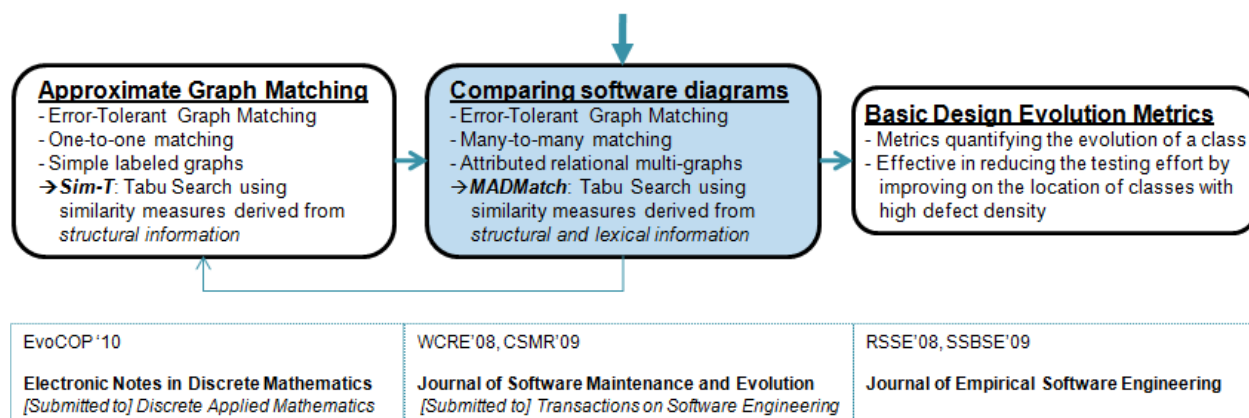 Approximate Graph Matching
- Error-Tolerant Graph Matching
- One-to-one matching
- Simple labeled graphs
→Sim-T: Tabu Search using
similarity measures derived from
structural information
Comparing software diagrams
- Error-Tolerant Graph Matching
- Many-to-many matching
- Attributed relational multi-graphs
→MADMatch: Tabu Search using
similarity measures derived from
structural and lexical information
Basic Design Evolution Metrics
- Metrics quantifying the evolution of a class
- Effective in reducing the testing effort by
improving on the location of classes with
high defect density
EvoCOP ‘10
Electronic Notes in Discrete Mathematics
[Submitted to] Discrete Applied Mathematics
WCRE’08, CSMR’09
Journal of Software Maintenance and Evolution
[Submitted to] Transactions on Software Engineering
RSSE’08, SSBSE’09
Journal of Empirical Software Engineering